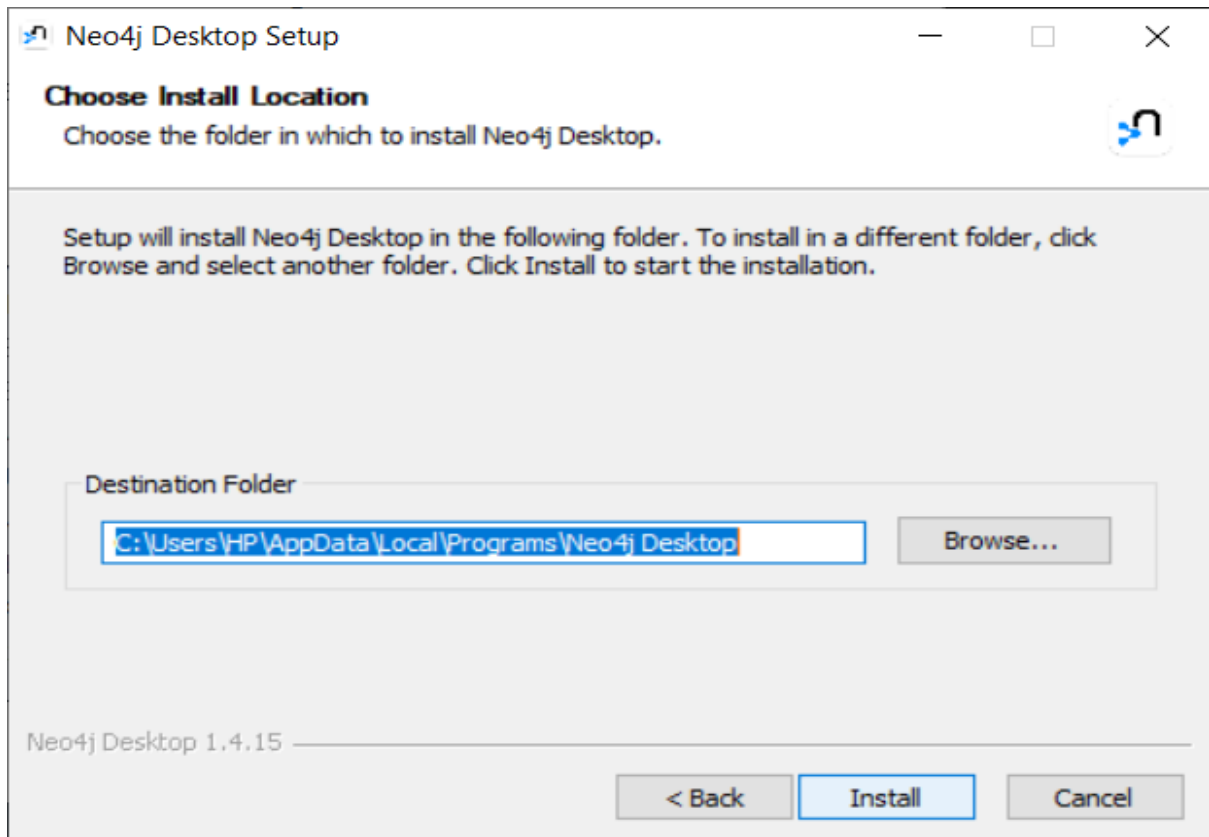 Neo4j Desktop Setup
Choose Install Location
Choose the folder in which to install Neo4j Desktop.
Setup will install Neo4j Desktop in the following folder. To install in a different folder, click
Browse and select another folder. Click Install to start the installation.
Destination Folder
C:\Users\HP\AppData\Local\Programs\Neo4j Desktop
Browse...
Neo4j Desktop 1.4.15
< Back
Install
Cancel